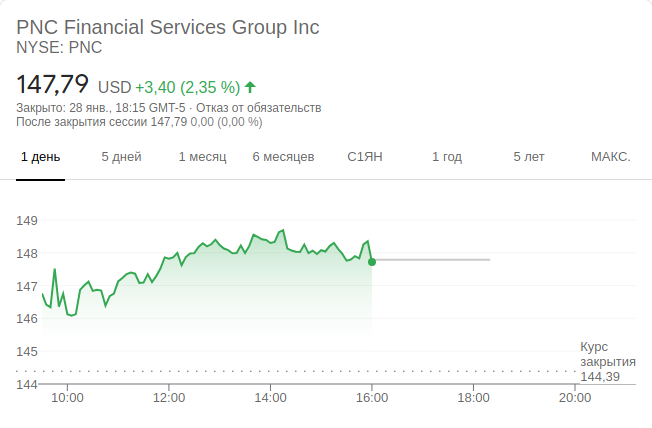 PNC Financial Services Group Inc
NYSE: PNC
147,79 USD +3,40 (2,35 %)
Закрыто: 28 янв., 18:15 GMT-5 · Отказ от обязательств
После закрытия сессии 147,79 0,00 (0,00 %)
1 день 5 дней 1 месяц 6 месяцев С1ЯН 1 год 5 лет МАКС.
149
148
147
146
145
Курс
закрытия
144,39
144
10:00 12:00 14:00 16:00 18:00 20:00